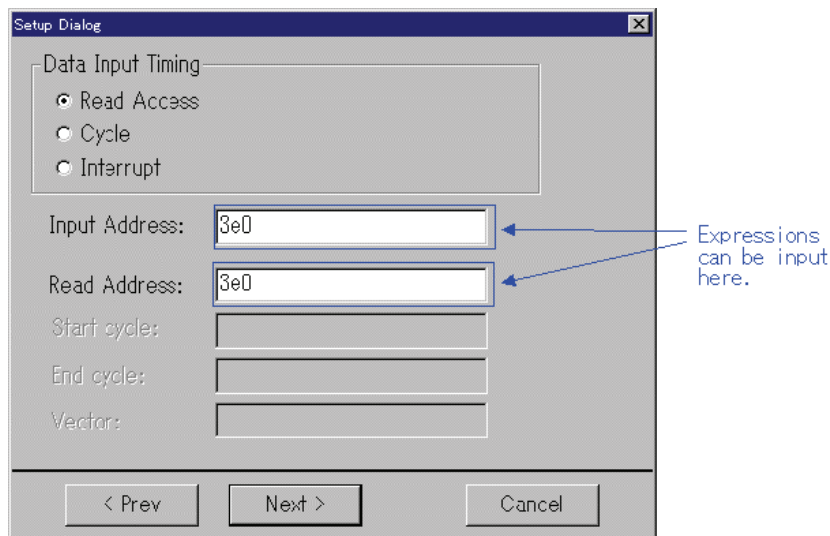 Setup Dialog
Data Input Timing
Read Access
Cycle
Interrupt
Input Address: 3e0
Read Address: 3e0
Start cycle:
End cycle:
Vector:
Expressions
can be input
here.
< Prev Next > Cancel